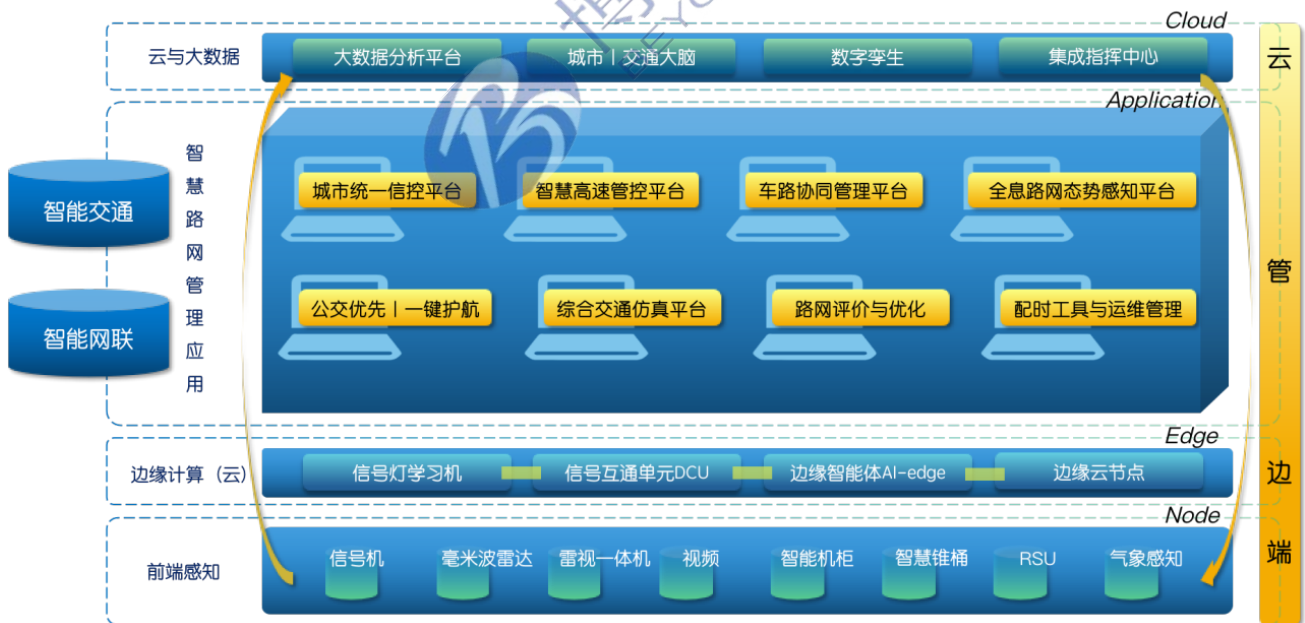 Cloud
云与大数据
大数据分析平台
城市丨交通大脑
数字孪生
集成指挥中心
云
Application
智慧路网管理应用
智能交通
智能网联
城市统一信控平台
智慧高速管控平台
车路协同管理平台
全息路网态势感知平台
公交优先丨一键护航
综合交通仿真平台
路网评价与优化
配时工具与运维管理
管
Edge
边缘计算（云）
信号灯学习机
信号互通单元DCU
边缘智能体AI-edge
边缘云节点
边
Node
前端感知
信号机
毫米波雷达
雷视一体机
视频
智能机柜
智慧锥桶
RSU
气象感知
端